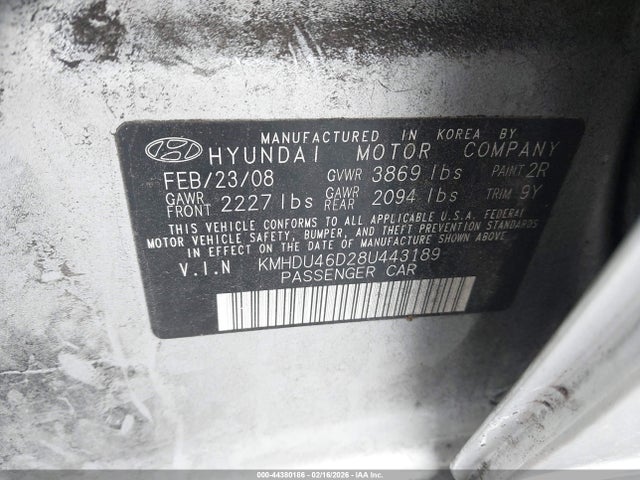 MANUFACTURED IN KOREA BY
HYUNDAI MOTOR COMPANY
FEB/23/08 GVWR 3869 lbs PAINT 2R
GAWR FRONT 2227 lbs GAWR REAR 2094 lbs TRIM 9Y
THIS VEHICLE CONFORMS TO ALL APPLICABLE U.S.A. FEDERAL
MOTOR VEHICLE SAFETY, BUMPER, AND THEFT PREVENTION STANDARDS
IN EFFECT ON THE DATE OF MANUFACTURE SHOWN ABOVE.
V.I.N KMHDU46D28U443189
PASSENGER CAR
000-44380166 - 02/16/2026 - IAA Inc.